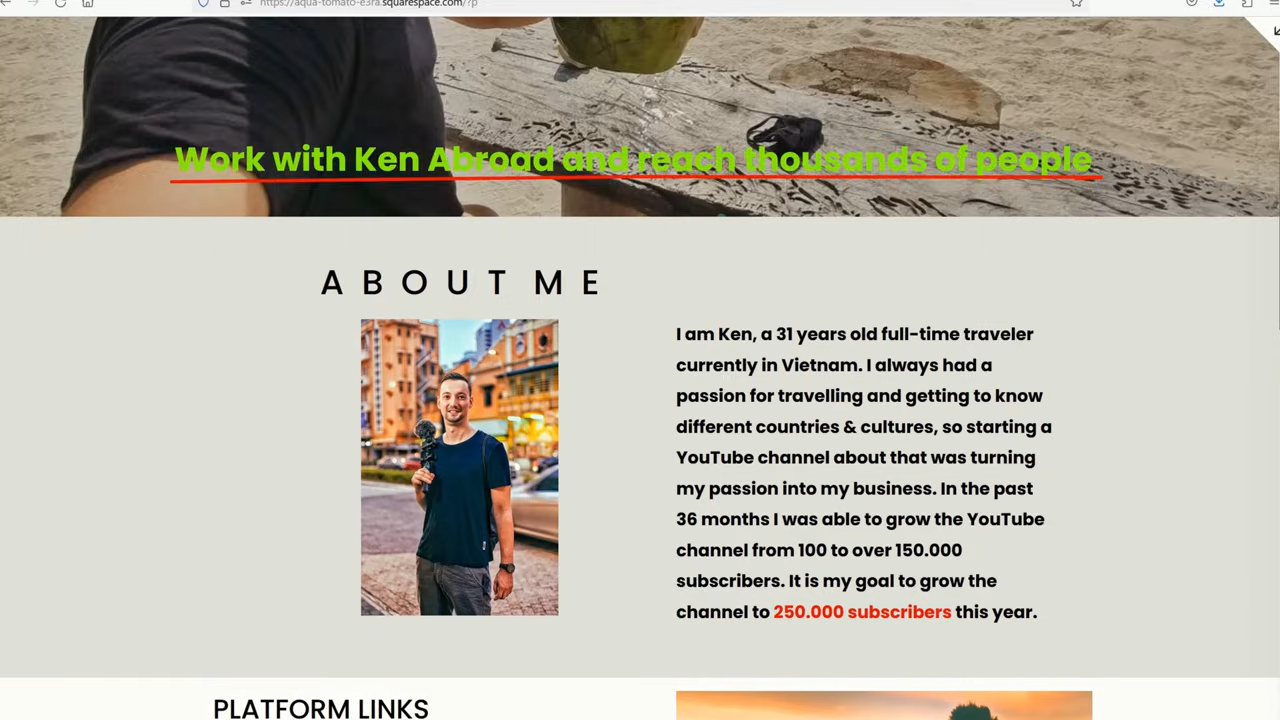 https://aqua-tomato-e3ra.squarespace.com/?p
Work with Ken Abroad and reach thousands of people
ABOUT ME
I am Ken, a 31 years old full-time traveler
currently in Vietnam. I always had a
passion for travelling and getting to know
different countries & cultures, so starting a
YouTube channel about that was turning
my passion into my business. In the past
36 months I was able to grow the YouTube
channel from 100 to over 150.000
subscribers. It is my goal to grow the
channel to 250.000 subscribers this year.
PLATFORM LINKS